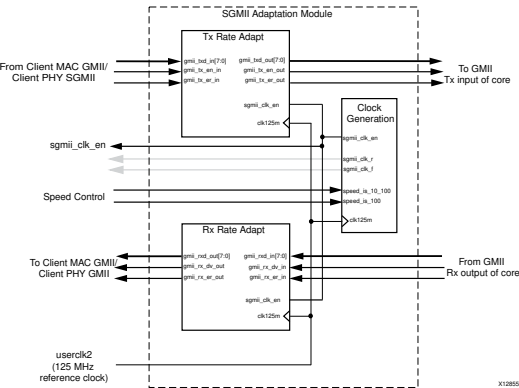 SGMII Adaptation Module
Tx Rate Adapt
From Client MAC GMII/
Client PHY SGMII
gmii_txd_in[7:0]
gmii_tx_en_in
gmii_tx_er_in
gmii_txd_out[7:0]
gmii_tx_en_out
gmii_tx_er_out
sgmii_clk_en
clk125m
To GMII
Tx input of core
Clock
Generation
sgmii_clk_en
sgmii_clk_r
sgmii_clk_f
speed_is_10_100
speed_is_100
clk125m
sgmii_clk_en
Speed Control
Rx Rate Adapt
To Client MAC GMII/
Client PHY GMII
gmii_rxd_out[7:0]
gmii_rx_dv_out
gmii_rx_er_out
gmii_rxd_in[7:0]
gmii_rx_dv_in
gmii_rx_er_in
sgmii_clk_en
clk125m
From GMII
Rx output of core
userclk2
(125 MHz
reference clock)
X12855